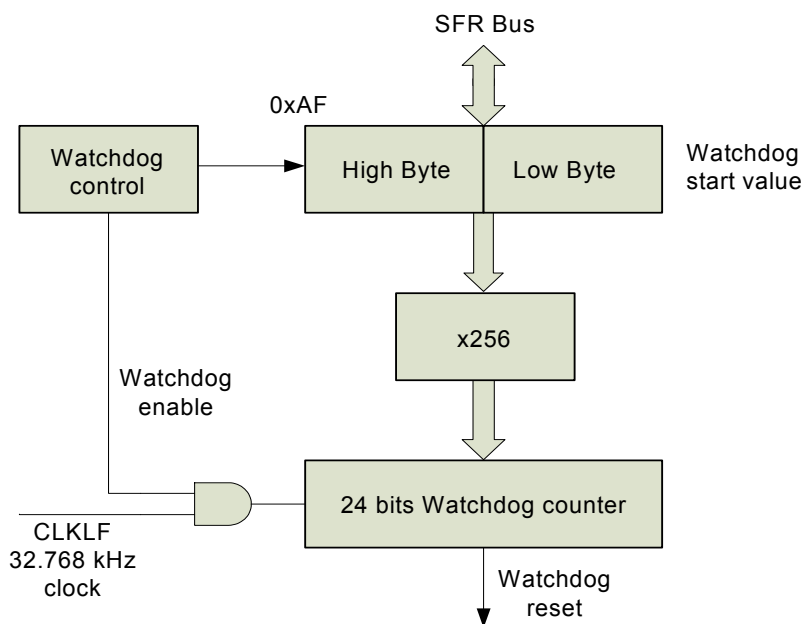 SFR Bus
0xAF
Watchdog
control
High Byte
Low Byte
Watchdog
start value
x256
Watchdog
enable
24 bits Watchdog counter
CLKLF
32.768 kHz
clock
Watchdog
reset